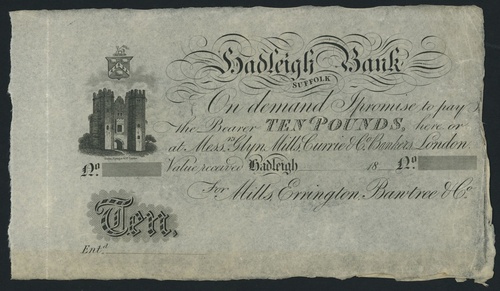 Hadleigh Bank
SUFFOLK
On demand I promise to pay
the Bearer TEN POUNDS, here or
at Messrs. Glyn, Mills, Currie & Co. Bankers, London
No Value received Hadleigh 18 No
For Mills, Errington, Bawtree & Co.
Ten,
Entd.